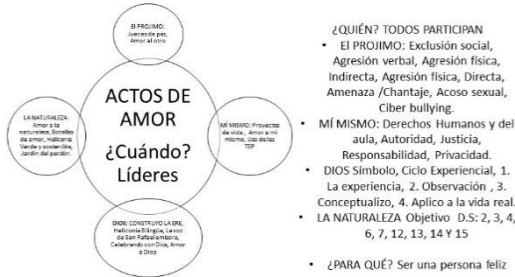 El PROJIMO:
Jueces de paz,
Amor al otro
ACTOS DE
AMOR
¿Cuándo?
Líderes
LA NATURALEZA:
Amor a la
naturaleza, Botellas
de amor, Heliconia
Verde y sostenible,
Jardín del perdón.
MÍ MISMO: Proyectos
de vida, Amor a mí
mismo, Uso de las
DIOS: CONSTRUYO LA ERE,
Heliconia Bilingüe, La voz
de San Rafael emisora,
Celebrando con Dios, Amor
a Dios
¿QUIÉN? TODOS PARTICIPAN
• El PROJIMO: Exclusión social,
Agresión verbal, Agresión física,
Indirecta, Agresión física, Directa,
Amenaza /Chantaje, Acoso sexual,
Ciber bullying.
• MÍ MISMO: Derechos Humanos y del
aula, Autoridad, Justicia,
Responsabilidad, Privacidad.
• DIOS Símbolo, Ciclo Experiencial, 1.
La experiencia, 2. Observación , 3.
Conceptualizo, 4. Aplico a la vida real.
• LA NATURALEZA Objetivo D.S: 2, 3, 4,
6, 7, 12, 13, 14 Y 15
• ¿PARA QUÉ? Ser una persona feliz